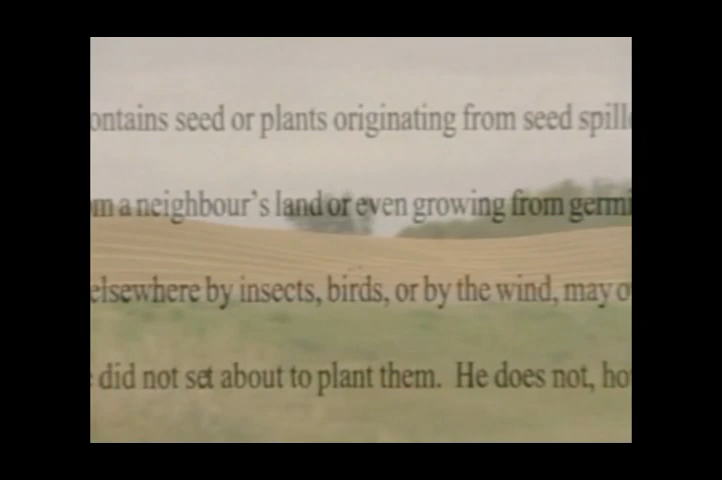 ontains seed or plants originating from seed spill
m a neighbour's land or even growing from germi
elsewhere by insects, birds, or by the wind, may o
did not set about to plant them. He does not, ho